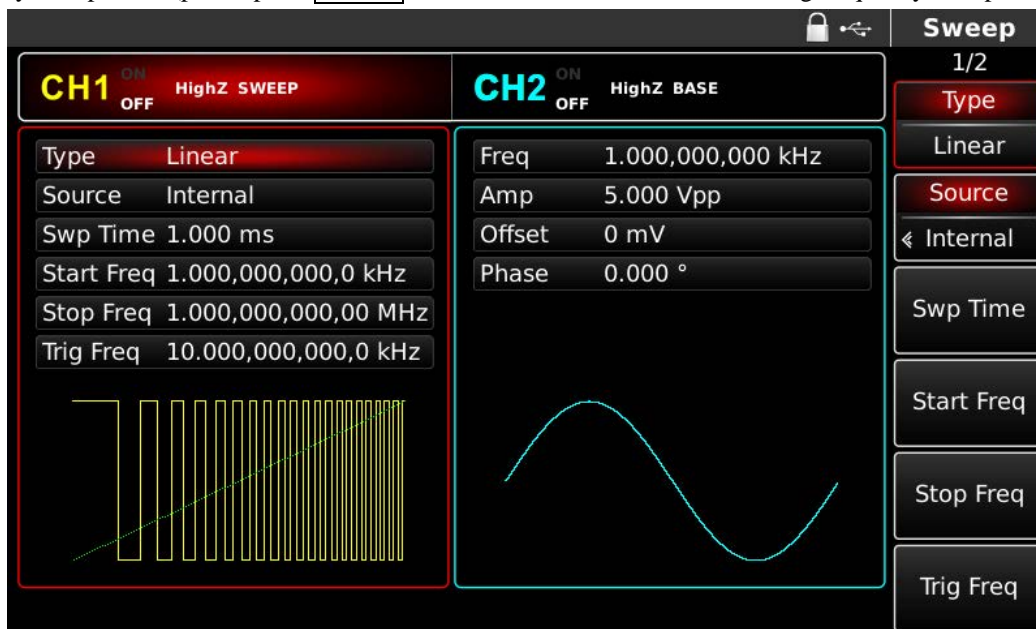 Sweep
CH1 ON OFF HighZ SWEEP
CH2 ON OFF HighZ BASE
Type Linear
Source Internal
Swp Time 1.000 ms
Start Freq 1.000,000,000,0 kHz
Stop Freq 1.000,000,000,00 MHz
Trig Freq 10.000,000,000,0 kHz
Freq 1.000,000,000 kHz
Amp 5.000 Vpp
Offset 0 mV
Phase 0.000 °
1/2
Type
Linear
Source
« Internal
Swp Time
Start Freq
Stop Freq
Trig Freq